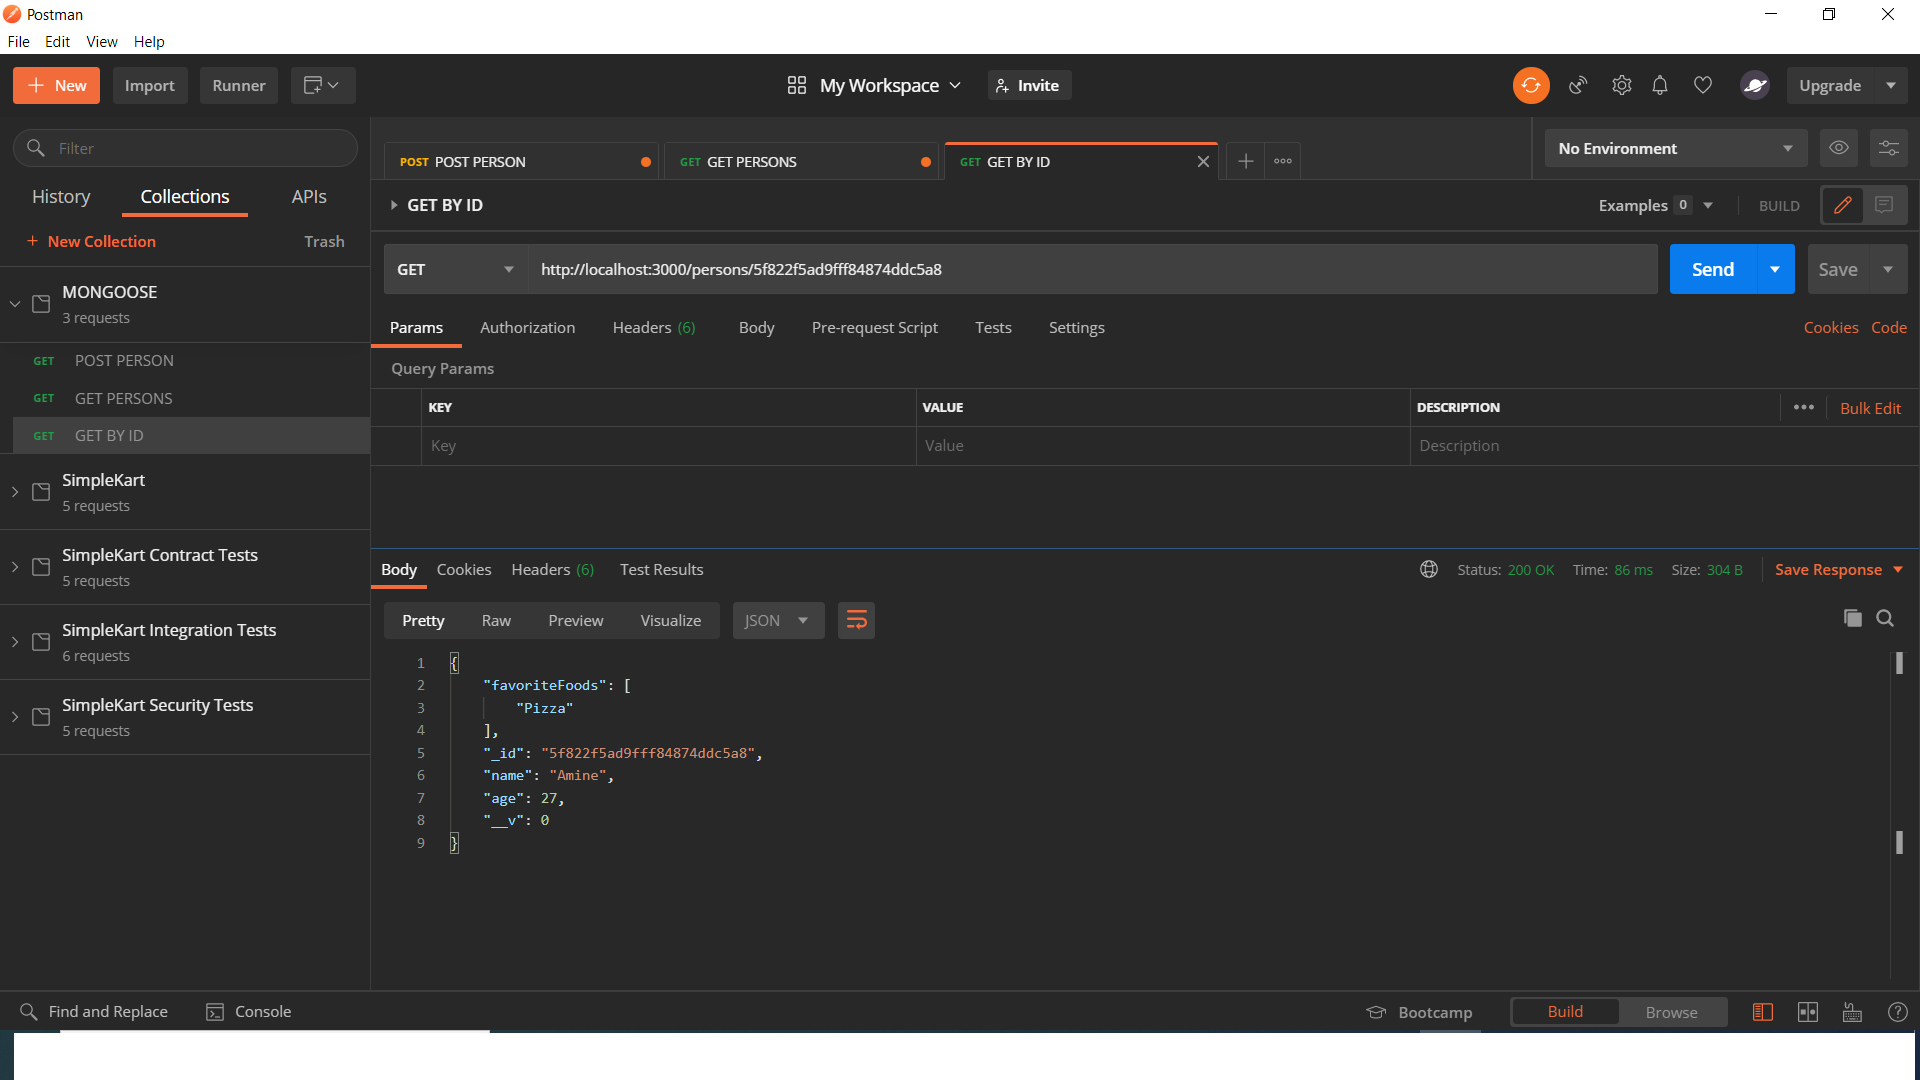 Postman
File Edit View Help
New Import Runner My Workspace Invite Upgrade
Filter
History Collections APIs
New Collection Trash
MONGOOSE
3 requests
GET POST PERSON
GET GET PERSONS
GET GET BY ID
SimpleKart
5 requests
SimpleKart Contract Tests
5 requests
SimpleKart Integration Tests
6 requests
SimpleKart Security Tests
5 requests
POST POST PERSON GET GET PERSONS GET GET BY ID No Environment
GET BY ID Examples 0 BUILD
GET http://localhost:3000/persons/5f822f5ad9fff84874ddc5a8 Send Save
Params Authorization Headers (6) Body Pre-request Script Tests Settings Cookies Code
Query Params
KEY VALUE DESCRIPTION Bulk Edit
Key Value Description
Body Cookies Headers (6) Test Results Status: 200 OK Time: 86 ms Size: 304 B Save Response
Pretty Raw Preview Visualize JSON
1 {
2 "favoriteFoods": [
3 "Pizza"
4 ],
5 "_id": "5f822f5ad9fff84874ddc5a8",
6 "name": "Amine",
7 "age": 27,
8 "__v": 0
9 }
Find and Replace Console Bootcamp Build Browse